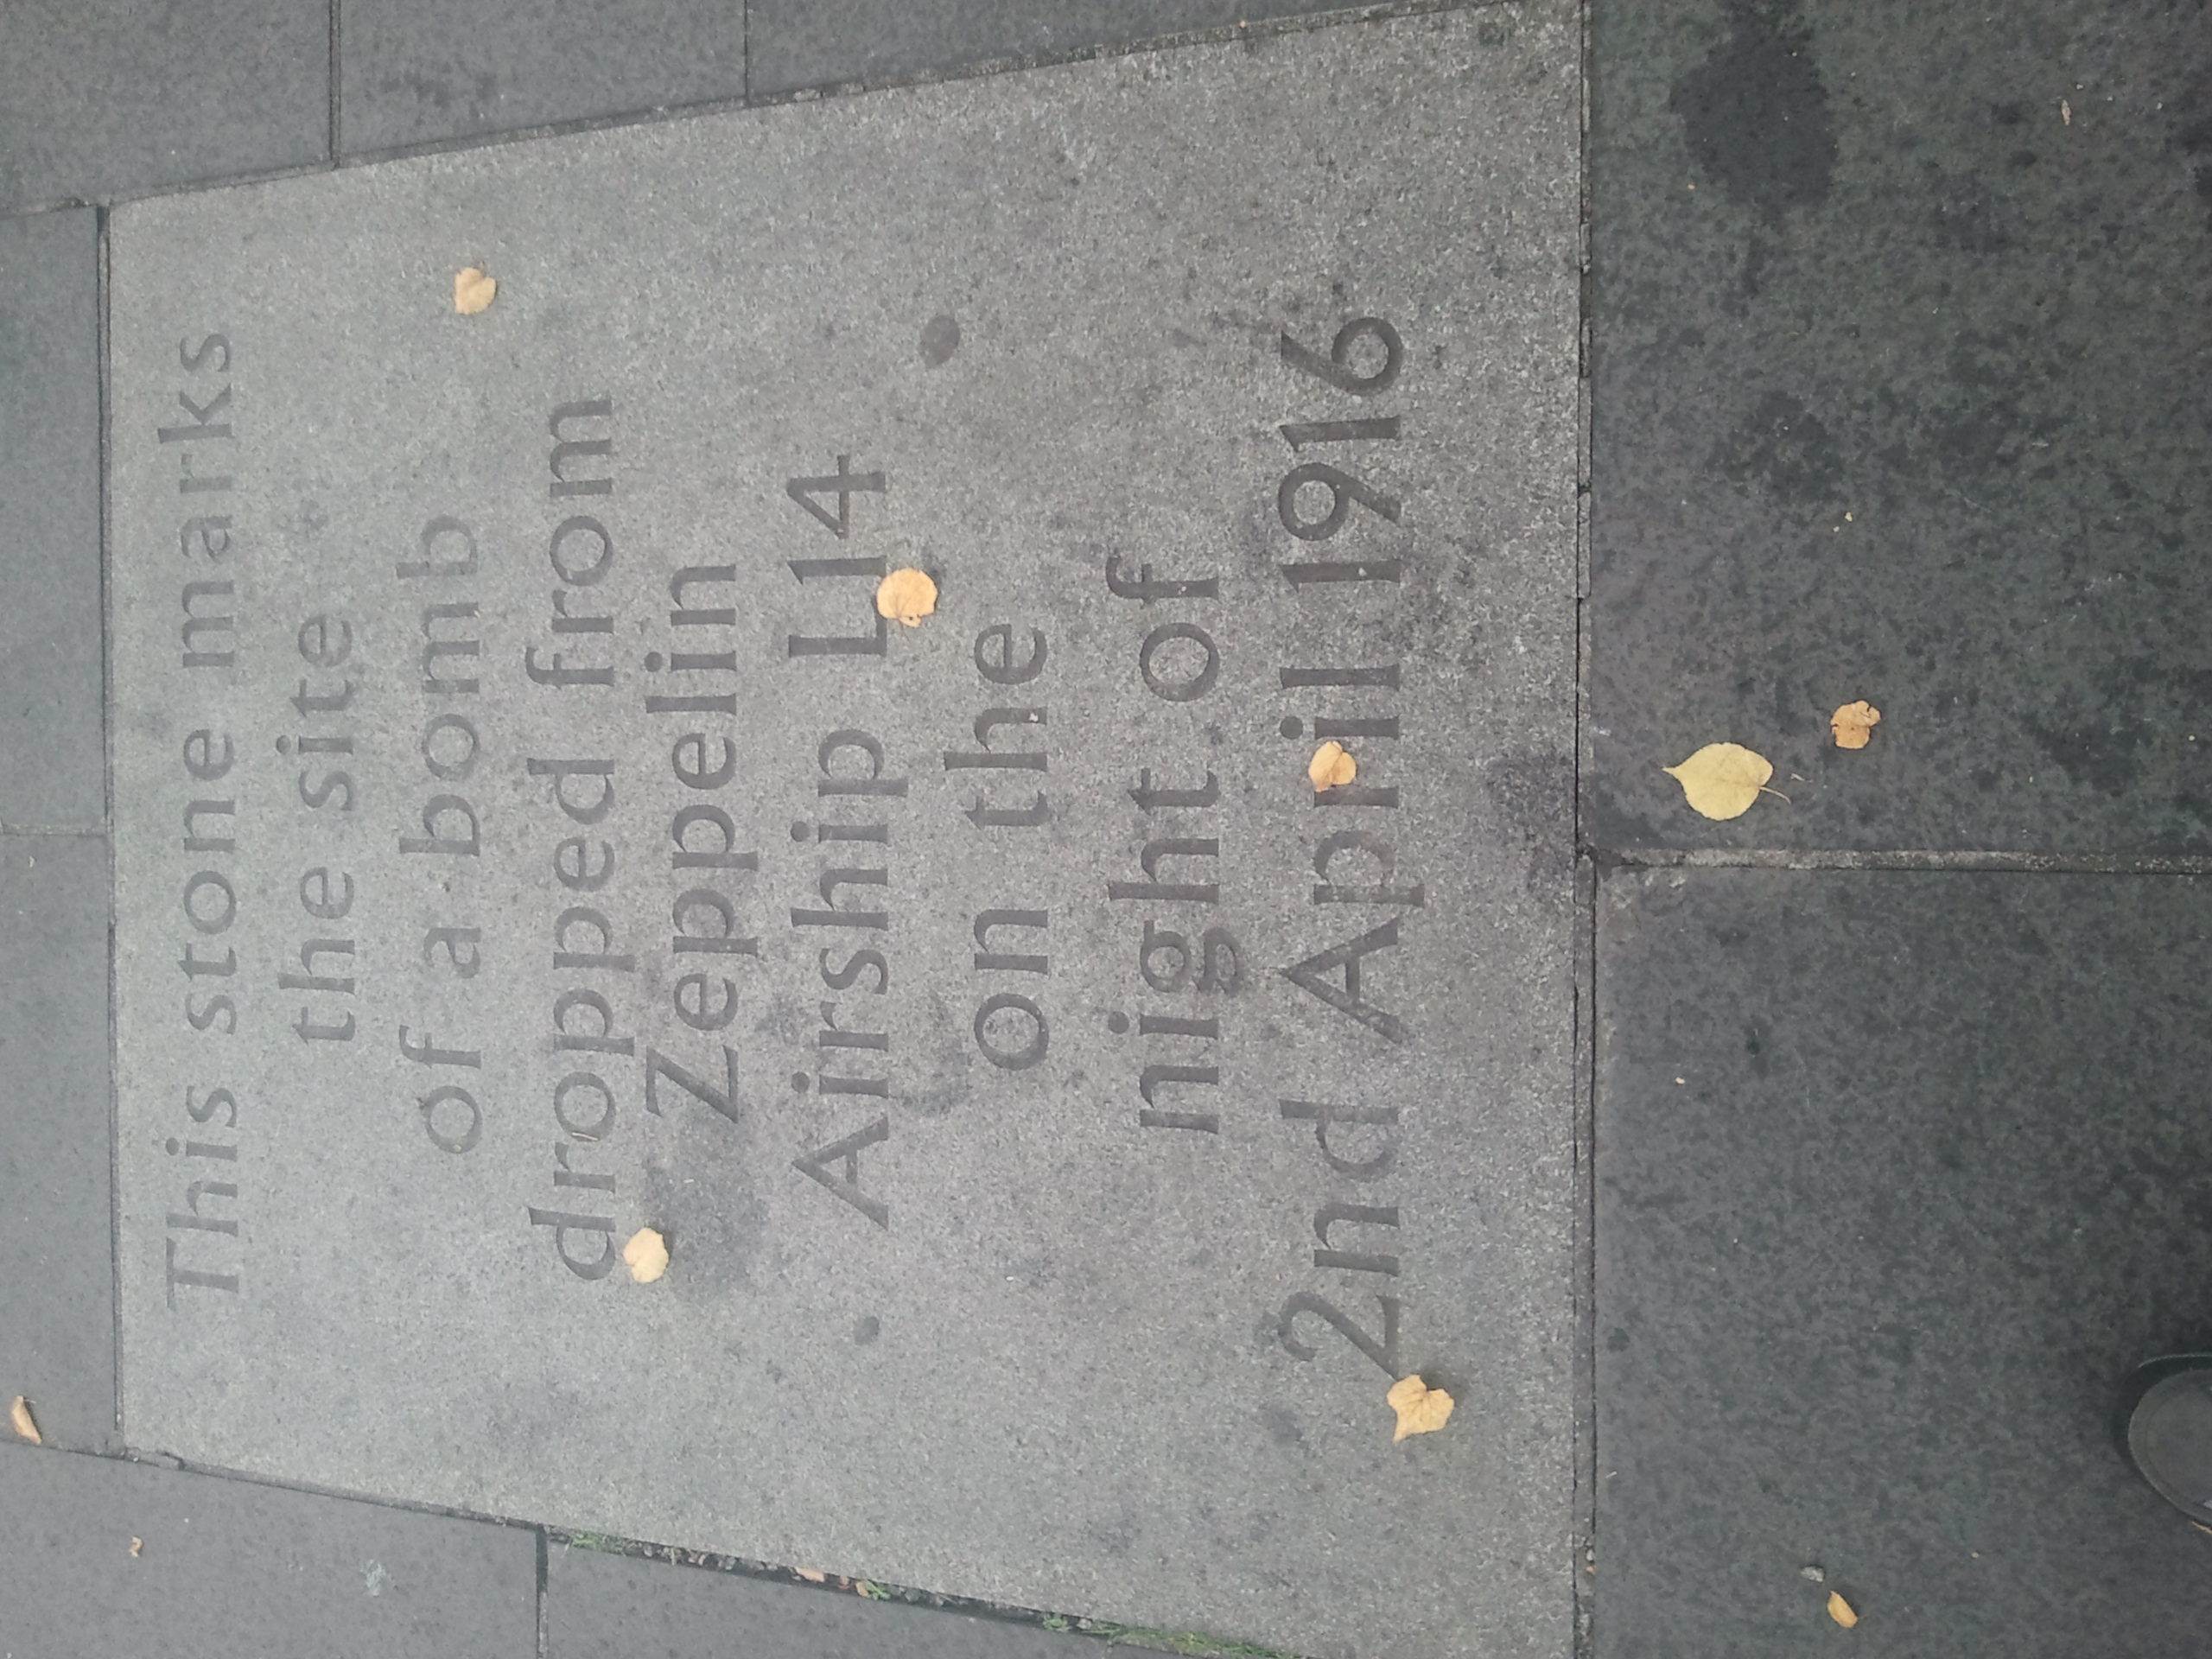 This stone marks
the site
of a bomb
dropped from
Zeppelin
Airship L14
on the
night of
2nd April 1916